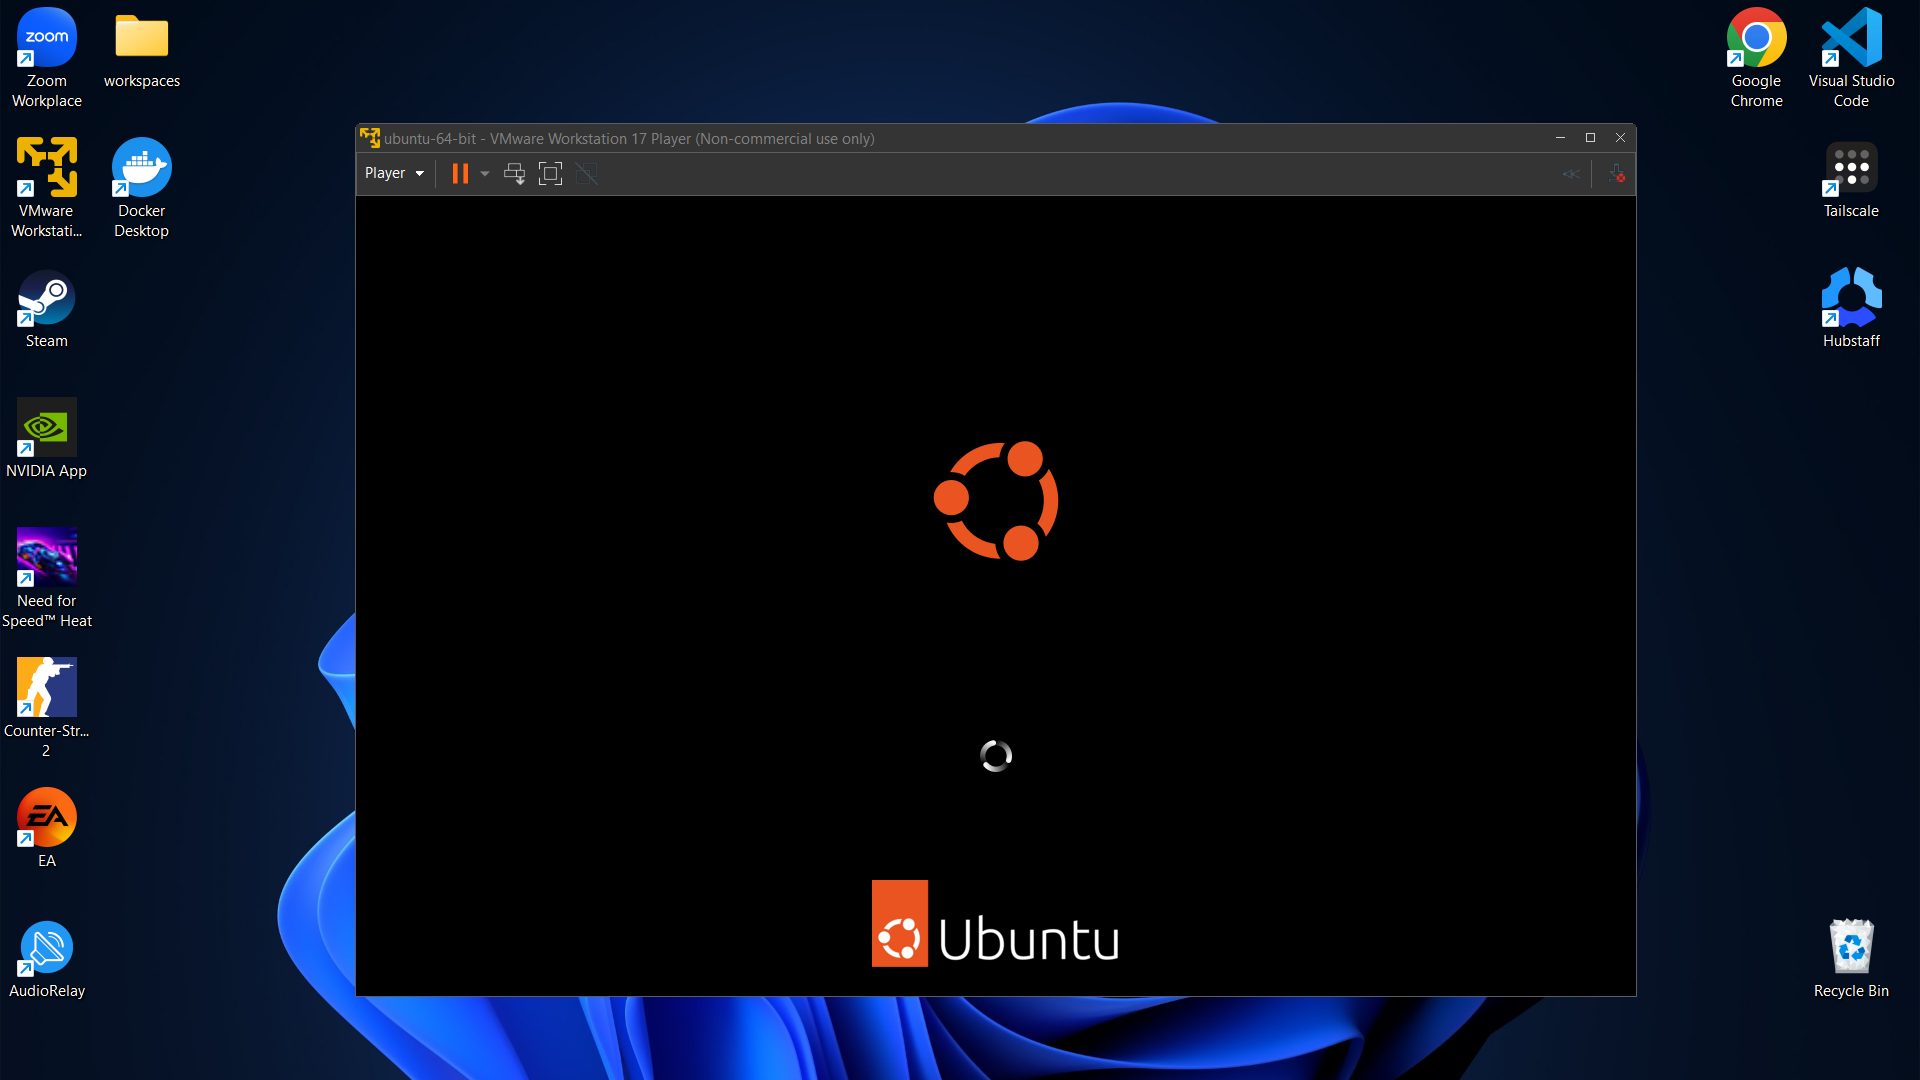 zoom
Zoom
Workplace
workspaces
Google
Chrome
Visual Studio
Code
ubuntu-64-bit - VMware Workstation 17 Player (Non-commercial use only)
Player
VMware
Workstati...
Docker
Desktop
Tailscale
Steam
Hubstaff
NVIDIA App
Need for
Speed™ Heat
Counter-Str...
2
EA
EA
Ubuntu
AudioRelay
Recycle Bin